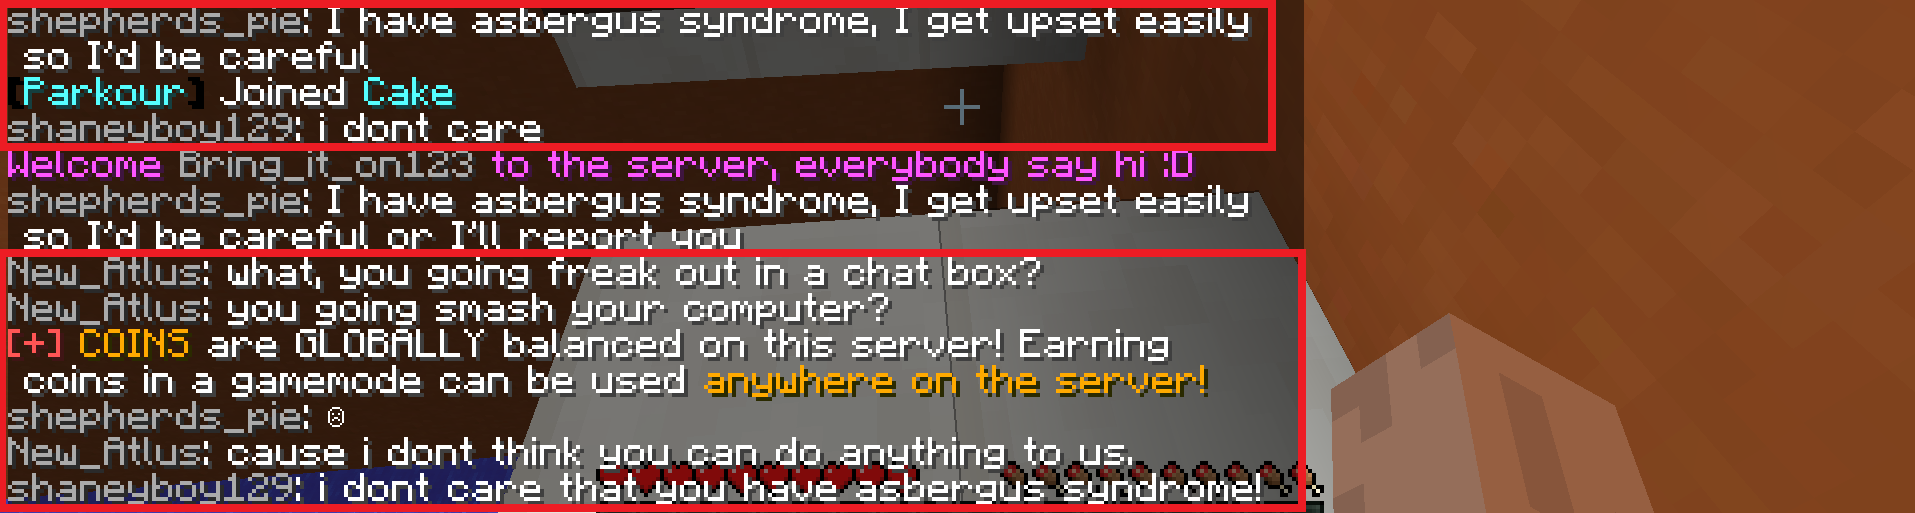 shepherds_pie: I have asbergus syndrome, I get upset easily
so I'd be careful
[Parkour] Joined Cake
shaneyboy129: i dont care
Welcome Bring_it_on123 to the server, everybody say hi :D
shepherds_pie: I have asbergus syndrome, I get upset easily
so I'd be careful or I'll report you
New_Atlus: what, you going freak out in a chat box?
New_Atlus: you going smash your computer?
[+] COINS are GLOBALLY balanced on this server! Earning
coins in a gamemode can be used anywhere on the server!
shepherds_pie: ☹
New_Atlus: cause i dont think you can do anything to us.
shaneyboy129: i dont care that you have asbergus syndrome!